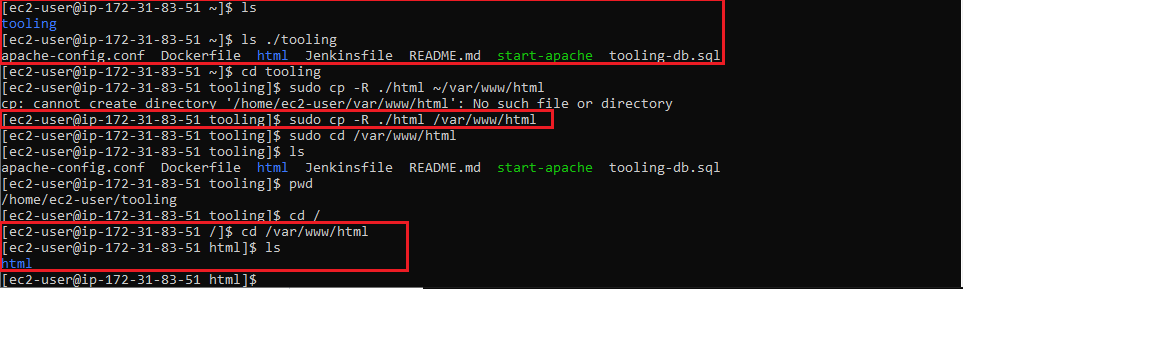 [ec2-user@ip-172-31-83-51 ~]$ ls
tooling
[ec2-user@ip-172-31-83-51 ~]$ ls ./tooling
apache-config.conf  Dockerfile  html  Jenkinsfile  README.md  start-apache  tooling-db.sql
[ec2-user@ip-172-31-83-51 ~]$ cd tooling
[ec2-user@ip-172-31-83-51 tooling]$ sudo cp -R ./html ~/var/www/html
cp: cannot create directory '/home/ec2-user/var/www/html': No such file or directory
[ec2-user@ip-172-31-83-51 tooling]$ sudo cp -R ./html /var/www/html
[ec2-user@ip-172-31-83-51 tooling]$ sudo cd /var/www/html
[ec2-user@ip-172-31-83-51 tooling]$ ls
apache-config.conf  Dockerfile  html  Jenkinsfile  README.md  start-apache  tooling-db.sql
[ec2-user@ip-172-31-83-51 tooling]$ pwd
/home/ec2-user/tooling
[ec2-user@ip-172-31-83-51 tooling]$ cd /
[ec2-user@ip-172-31-83-51 /]$ cd /var/www/html
[ec2-user@ip-172-31-83-51 html]$ ls
html
[ec2-user@ip-172-31-83-51 html]$